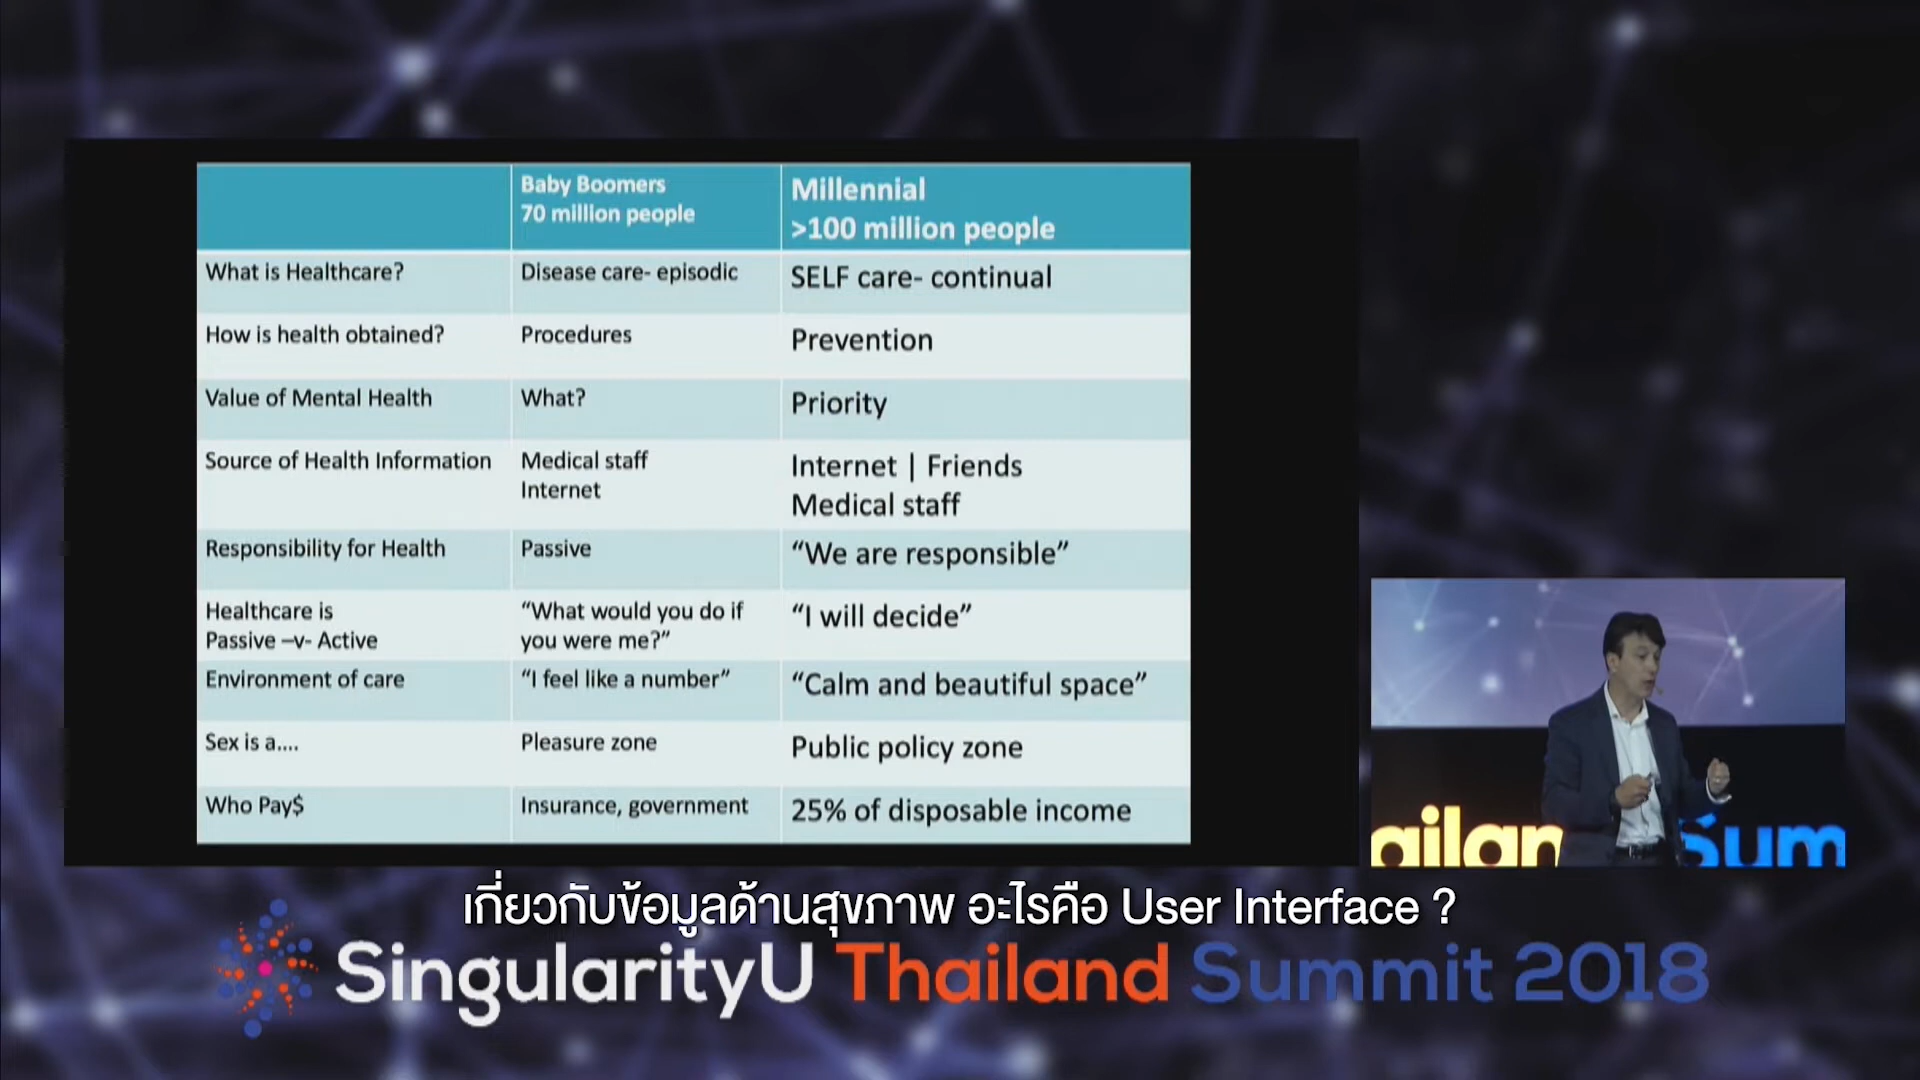 Baby Boomers
70 million people
Millennial
>100 million people
What is Healthcare?
Disease care- episodic
SELF care- continual
How is health obtained?
Procedures
Prevention
Value of Mental Health
What?
Priority
Source of Health Information
Medical staff
Internet
Internet | Friends
Medical staff
Responsibility for Health
Passive
“We are responsible”
Healthcare is
Passive –v- Active
“What would you do if
you were me?”
“I will decide”
Environment of care
“I feel like a number”
“Calm and beautiful space”
Sex is a....
Pleasure zone
Public policy zone
Who Pay$
Insurance, government
25% of disposable income
ailan Sum
เกี่ยวกับข้อมูลด้านสุขภาพ อะไรคือ User Interface ?
SingularityU Thailand Summit 2018